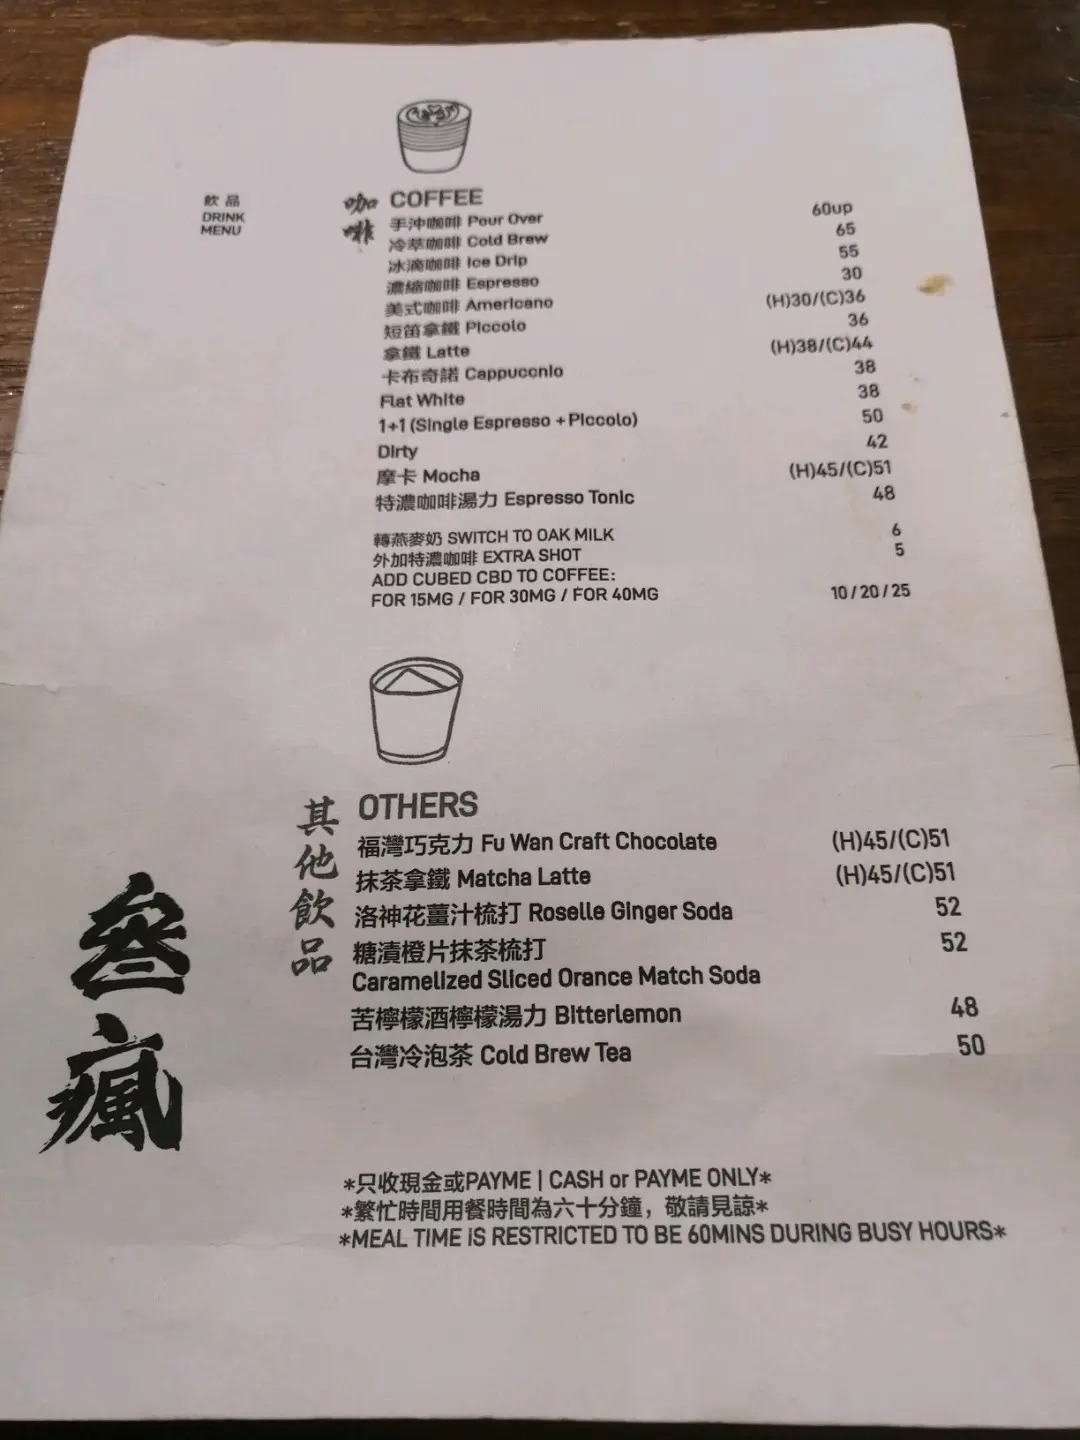 飲品
DRINK
MENU
咖啡
COFFEE
手沖咖啡 Pour Over 60up
冷萃咖啡 Cold Brew 65
冰滴咖啡 Ice Drip 55
濃縮咖啡 Espresso 30
美式咖啡 Americano (H)30/(C)36
短笛拿鐵 Piccolo 36
拿鐵 Latte (H)38/(C)44
卡布奇諾 Cappuccnio 38
Flat White 38
1+1 (Single Espresso + Piccolo) 50
Dirty 42
摩卡 Mocha (H)45/(C)51
特濃咖啡湯力 Espresso Tonic 48
轉燕麥奶 SWITCH TO OAK MILK 6
外加特濃咖啡 EXTRA SHOT 5
ADD CUBED CBD TO COFFEE:
FOR 15MG / FOR 30MG / FOR 40MG 10 / 20 / 25
其他飲品
OTHERS
福灣巧克力 Fu Wan Craft Chocolate (H)45/(C)51
抹茶拿鐵 Matcha Latte (H)45/(C)51
洛神花薑汁梳打 Roselle Ginger Soda 52
糖漬橙片抹茶梳打 52
Caramelized Sliced Orance Match Soda
苦檸檬酒檸檬湯力 Bitterlemon 48
台灣冷泡茶 Cold Brew Tea 50
叁瘋
*只收現金或PAYME | CASH or PAYME ONLY*
*繁忙時間用餐時間為六十分鐘，敬請見諒*
*MEAL TIME IS RESTRICTED TO BE 60MINS DURING BUSY HOURS*